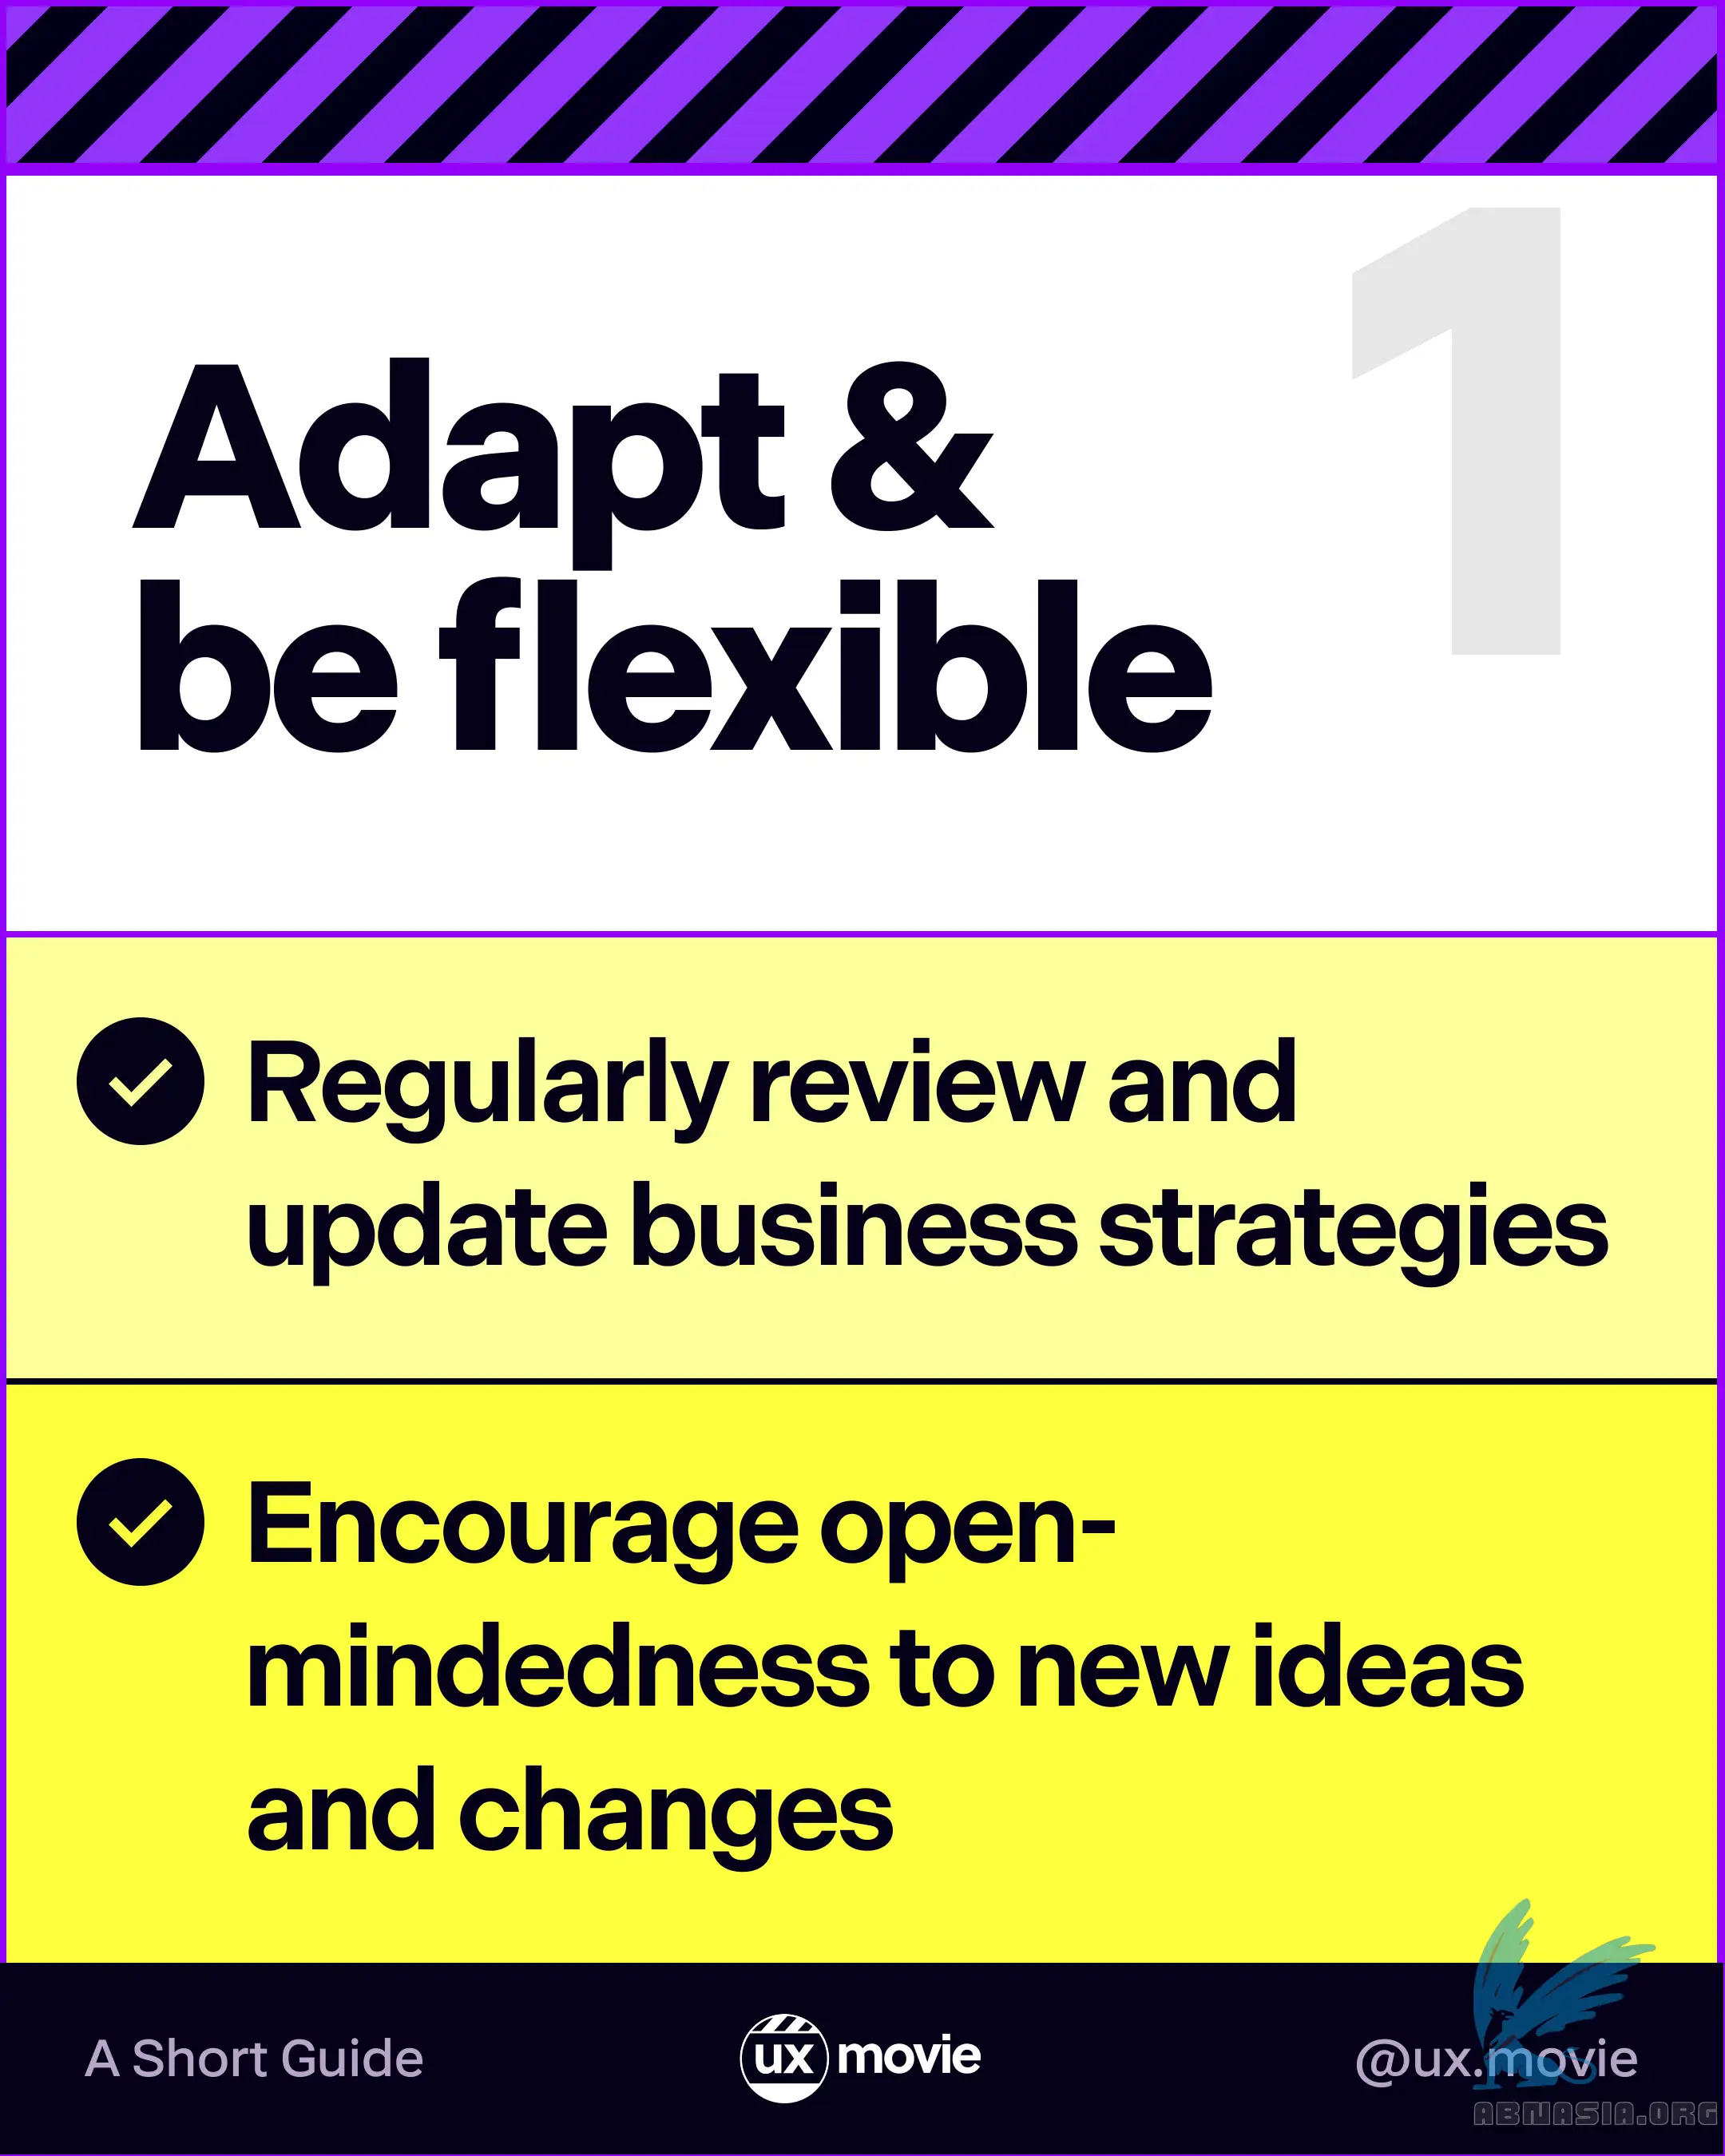 1
Adapt &
be flexible
Regularly review and
update business strategies
Encourage open-
mindedness to new ideas
and changes
A Short Guide
ux movie
@ux.movie
ABNASIA.ORG